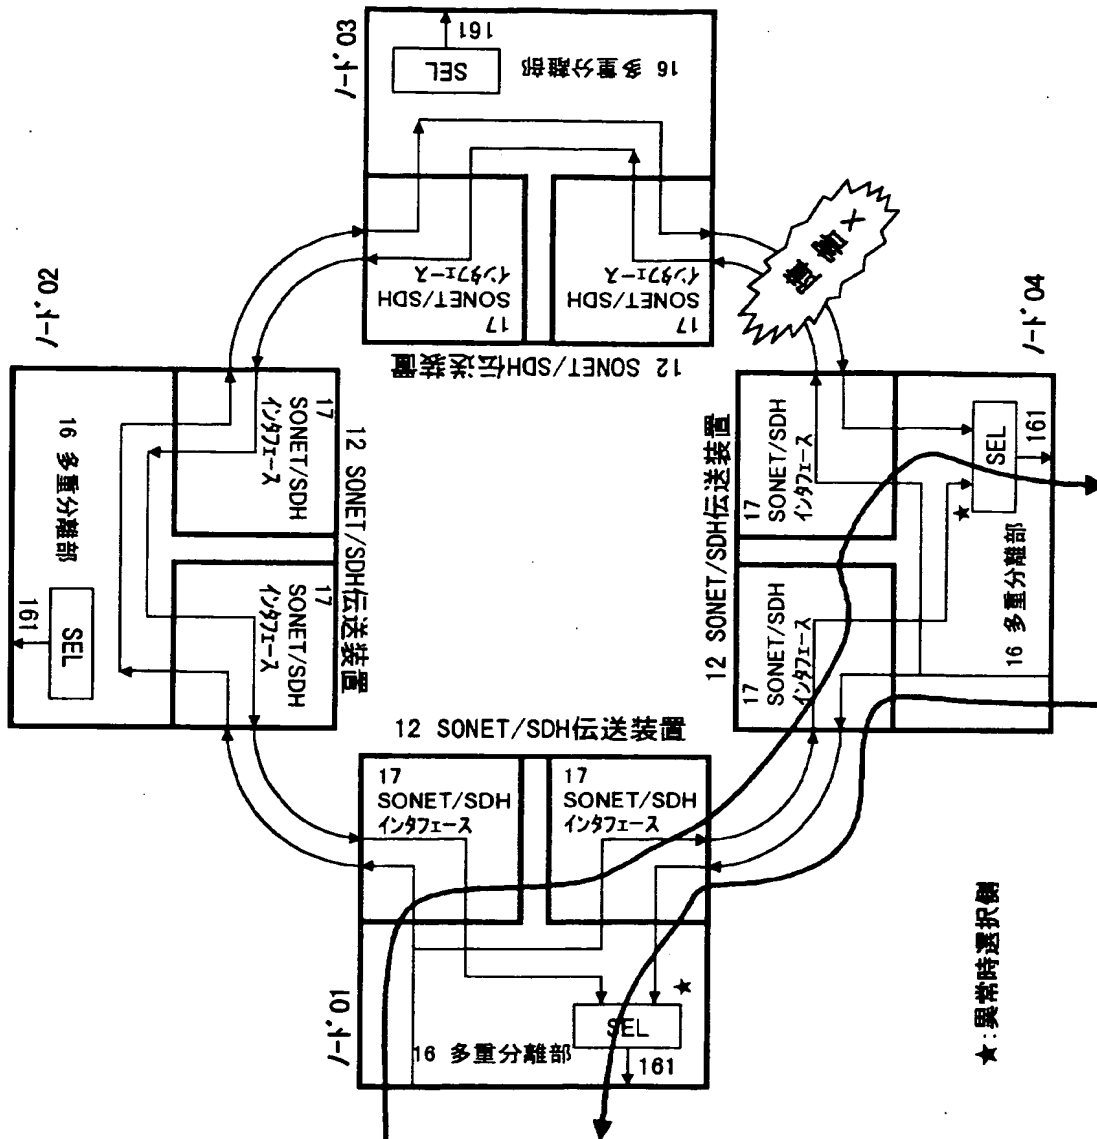 ノード03
161
SEL
16 多重分離部
17
SONET/SDH
インタフェース
17
SONET/SDH
インタフェース
12 SONET/SDH伝送装置
×障害
ノード02
16 多重分離部
161
SEL
17
SONET/SDH
インタフェース
17
SONET/SDH
インタフェース
12 SONET/SDH伝送装置
ノード04
12 SONET/SDH伝送装置
17
SONET/SDH
インタフェース
17
SONET/SDH
インタフェース
SEL
161
★
16 多重分離部
12 SONET/SDH伝送装置
17
SONET/SDH
インタフェース
17
SONET/SDH
インタフェース
ノード01
★
SEL
16 多重分離部
161
★:異常時選択側